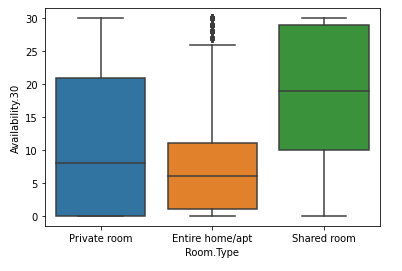 30
25
20
15
10
5
0
Availability.30
Private room
Entire home/apt
Shared room
Room.Type